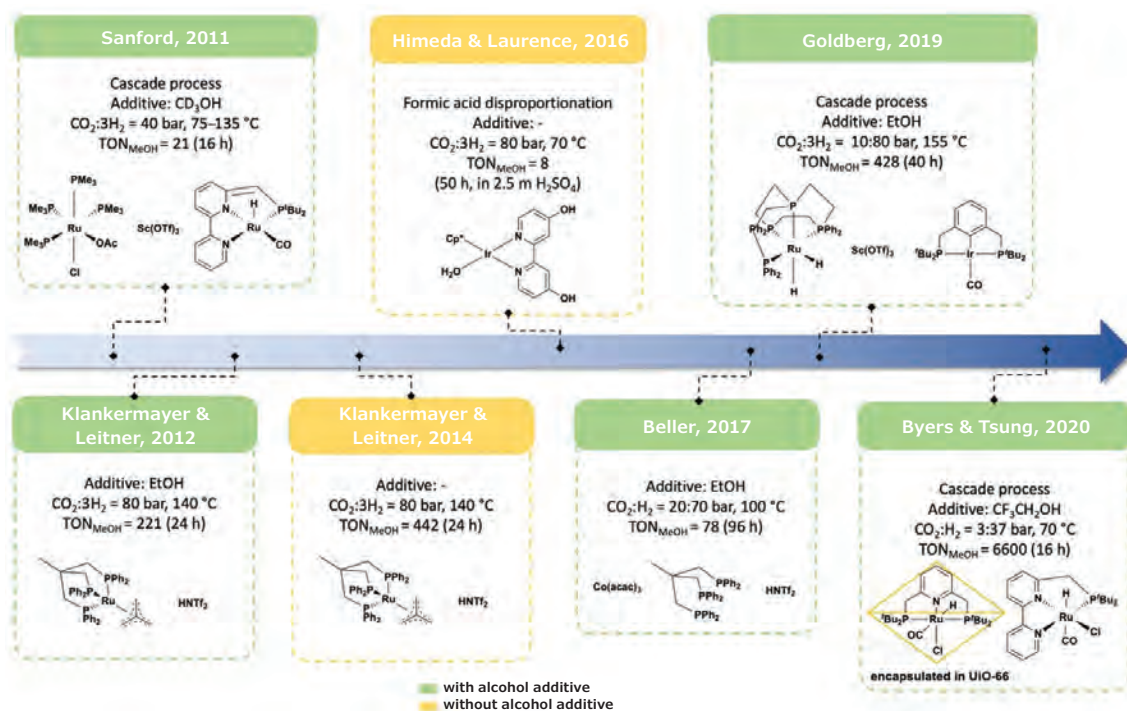 Sanford, 2011
Cascade process
Additive: CD₃OH
CO₂:3H₂ = 40 bar, 75–135 °C
TON_MeOH = 21 (16 h)
PMe₃
Me₃P
PMe₃
Ru
Me₃P
OAc
Cl
Sc(OTf)₃
N
H
PᵗBu₂
Ru
N
CO
Himeda & Laurence, 2016
Formic acid disproportionation
Additive: -
CO₂:3H₂ = 80 bar, 70 °C
TON_MeOH = 8
(50 h, in 2.5 m H₂SO₄)
OH
Cp*
N
Ir
H₂O
N
OH
Goldberg, 2019
Cascade process
Additive: EtOH
CO₂:3H₂ = 10:80 bar, 155 °C
TON_MeOH = 428 (40 h)
P
Ph₂P
PPh₂
Ru
P
Ph₂
H
H
Sc(OTf)₃
ᵗBu₂P
Ir
PᵗBu₂
CO
Klankermayer &
Leitner, 2012
Additive: EtOH
CO₂:3H₂ = 80 bar, 140 °C
TON_MeOH = 221 (24 h)
PPh₂
Ph₂P
Ru
P
Ph₂
HNTf₂
Klankermayer &
Leitner, 2014
Additive: -
CO₂:3H₂ = 80 bar, 140 °C
TON_MeOH = 442 (24 h)
PPh₂
Ph₂P
Ru
P
Ph₂
HNTf₂
Beller, 2017
Additive: EtOH
CO₂:H₂ = 20:70 bar, 100 °C
TON_MeOH = 78 (96 h)
Co(acac)₃
PPh₂
PPh₂
PPh₂
HNTf₂
Byers & Tsung, 2020
Cascade process
Additive: CF₃CH₂OH
CO₂:H₂ = 3:37 bar, 70 °C
TON_MeOH = 6600 (16 h)
N
H
ᵗBu₂P
Ru
PᵗBu₂
OC
Cl
N
H
PᵗBu₂
Ru
N
Cl
CO
encapsulated in UiO-66
with alcohol additive
without alcohol additive